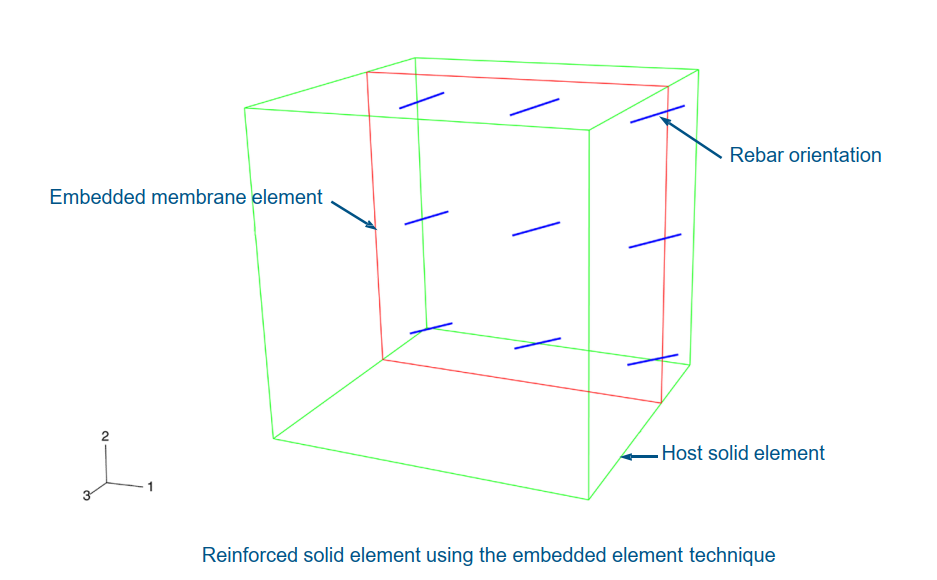 Rebar orientation
Embedded membrane element
2
3
1
Host solid element
Reinforced solid element using the embedded element technique